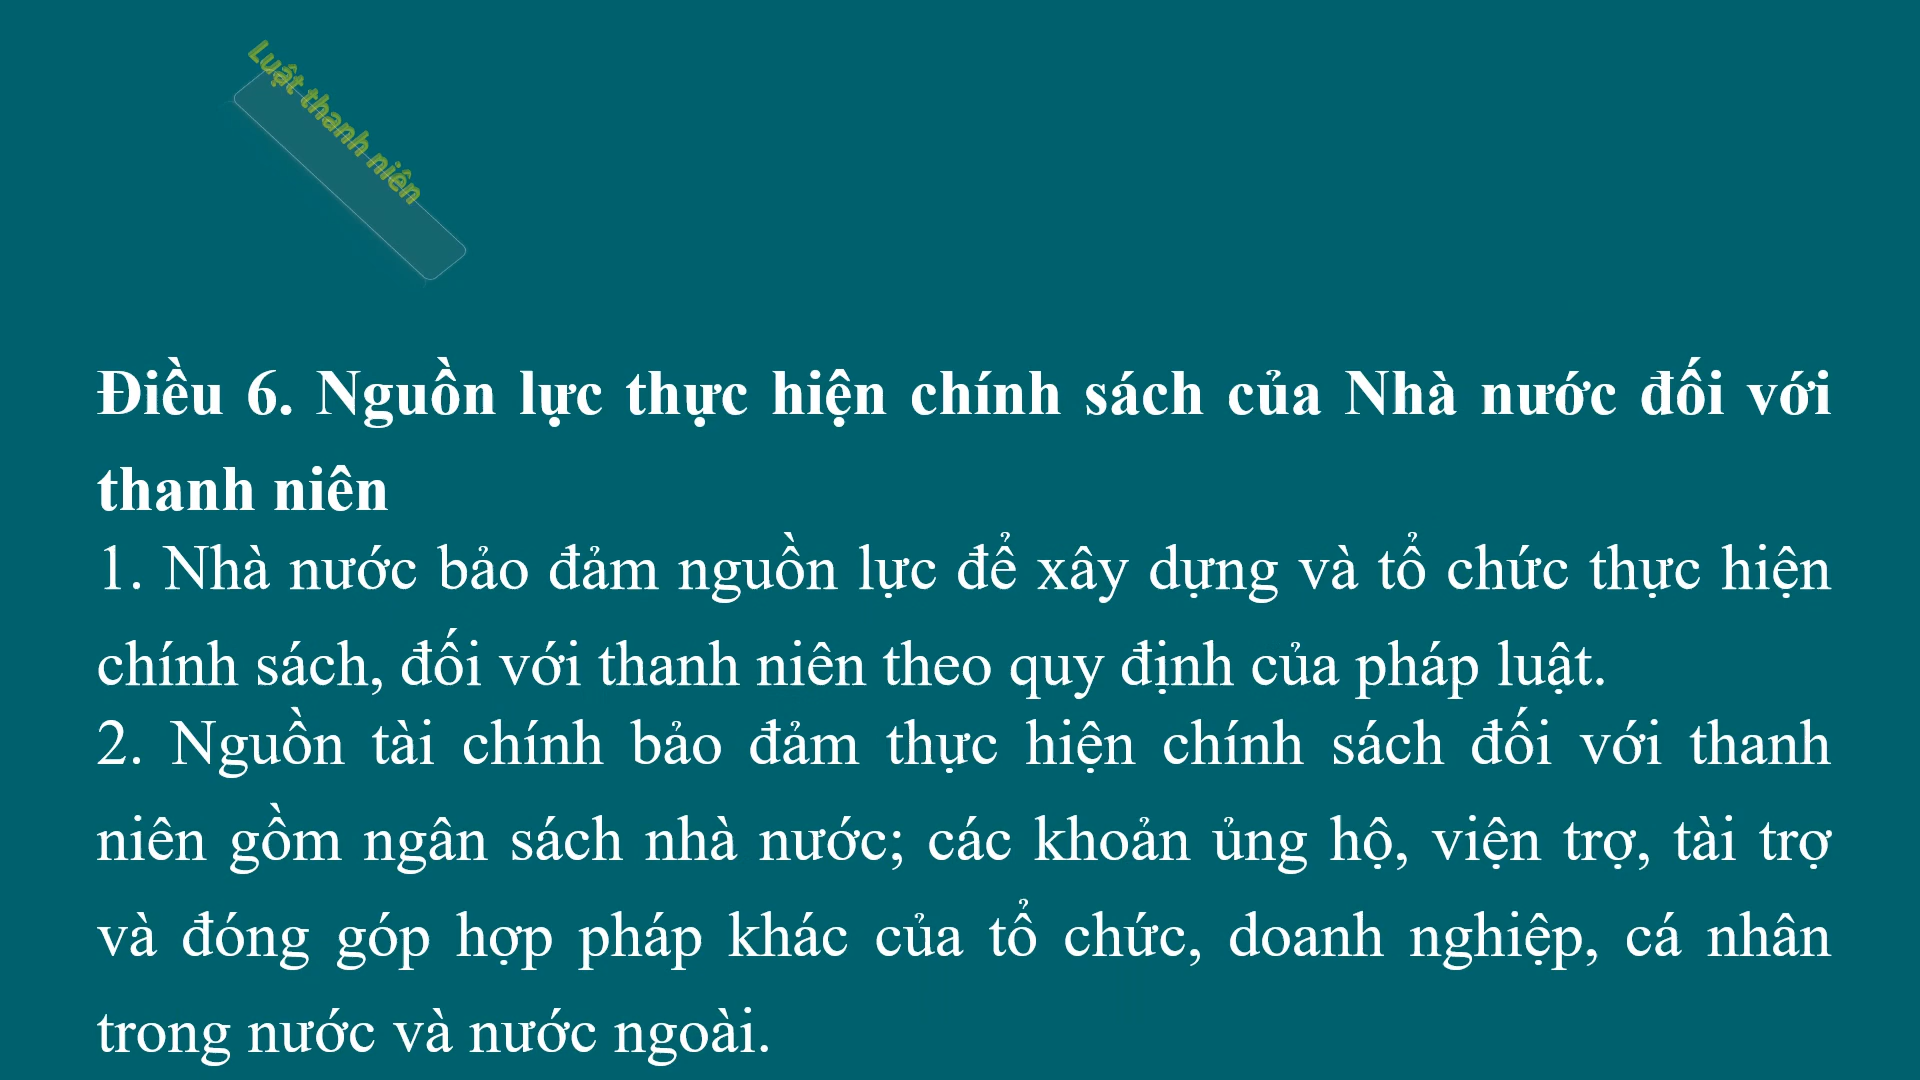 Luật thanh niên
Điều 6. Nguồn lực thực hiện chính sách của Nhà nước đối với
thanh niên
1. Nhà nước bảo đảm nguồn lực để xây dựng và tổ chức thực hiện
chính sách, đối với thanh niên theo quy định của pháp luật.
2. Nguồn tài chính bảo đảm thực hiện chính sách đối với thanh
niên gồm ngân sách nhà nước; các khoản ủng hộ, viện trợ, tài trợ
và đóng góp hợp pháp khác của tổ chức, doanh nghiệp, cá nhân
trong nước và nước ngoài.